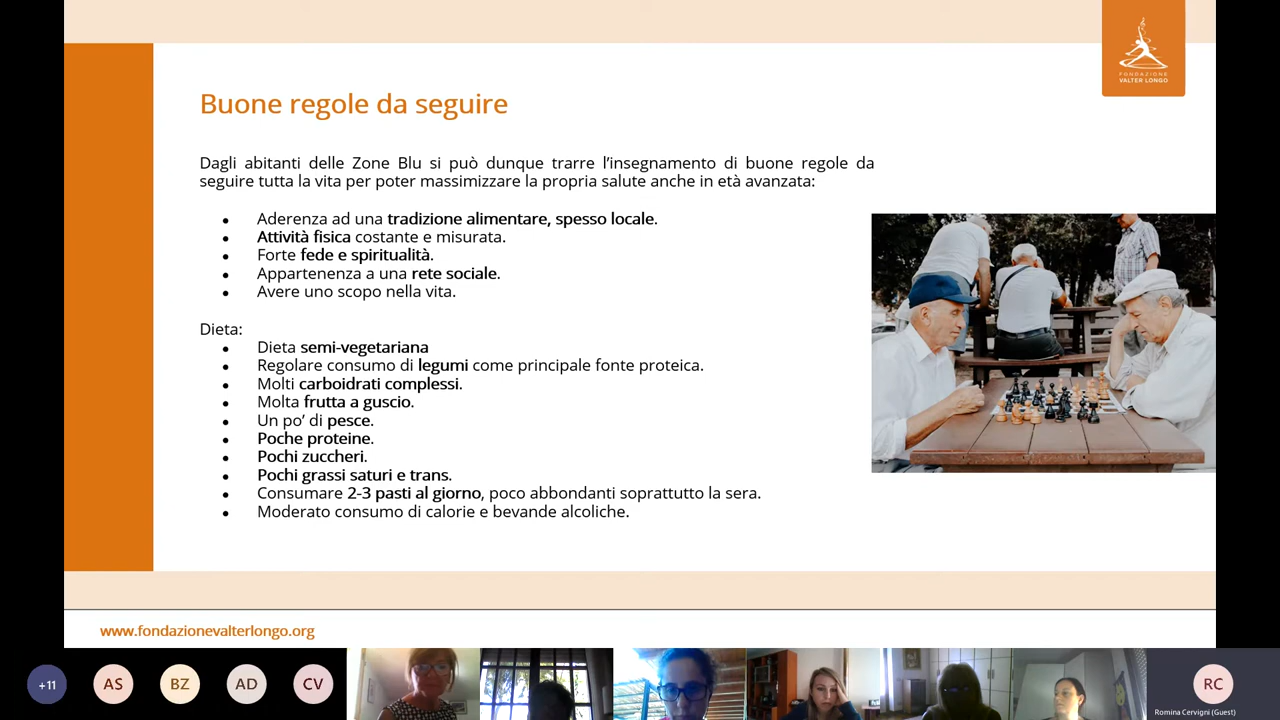 FONDAZIONE
VALTER LONGO
Buone regole da seguire
Dagli abitanti delle Zone Blu si può dunque trarre l’insegnamento di buone regole da
seguire tutta la vita per poter massimizzare la propria salute anche in età avanzata:
● Aderenza ad una tradizione alimentare, spesso locale.
● Attività fisica costante e misurata.
● Forte fede e spiritualità.
● Appartenenza a una rete sociale.
● Avere uno scopo nella vita.
Dieta:
● Dieta semi-vegetariana
● Regolare consumo di legumi come principale fonte proteica.
● Molti carboidrati complessi.
● Molta frutta a guscio.
● Un po’ di pesce.
● Poche proteine.
● Pochi zuccheri.
● Pochi grassi saturi e trans.
● Consumare 2-3 pasti al giorno, poco abbondanti soprattutto la sera.
● Moderato consumo di calorie e bevande alcoliche.
www.fondazionevalterlongo.org
+11 AS BZ AD CV RC
Romina Cervigni (Guest)